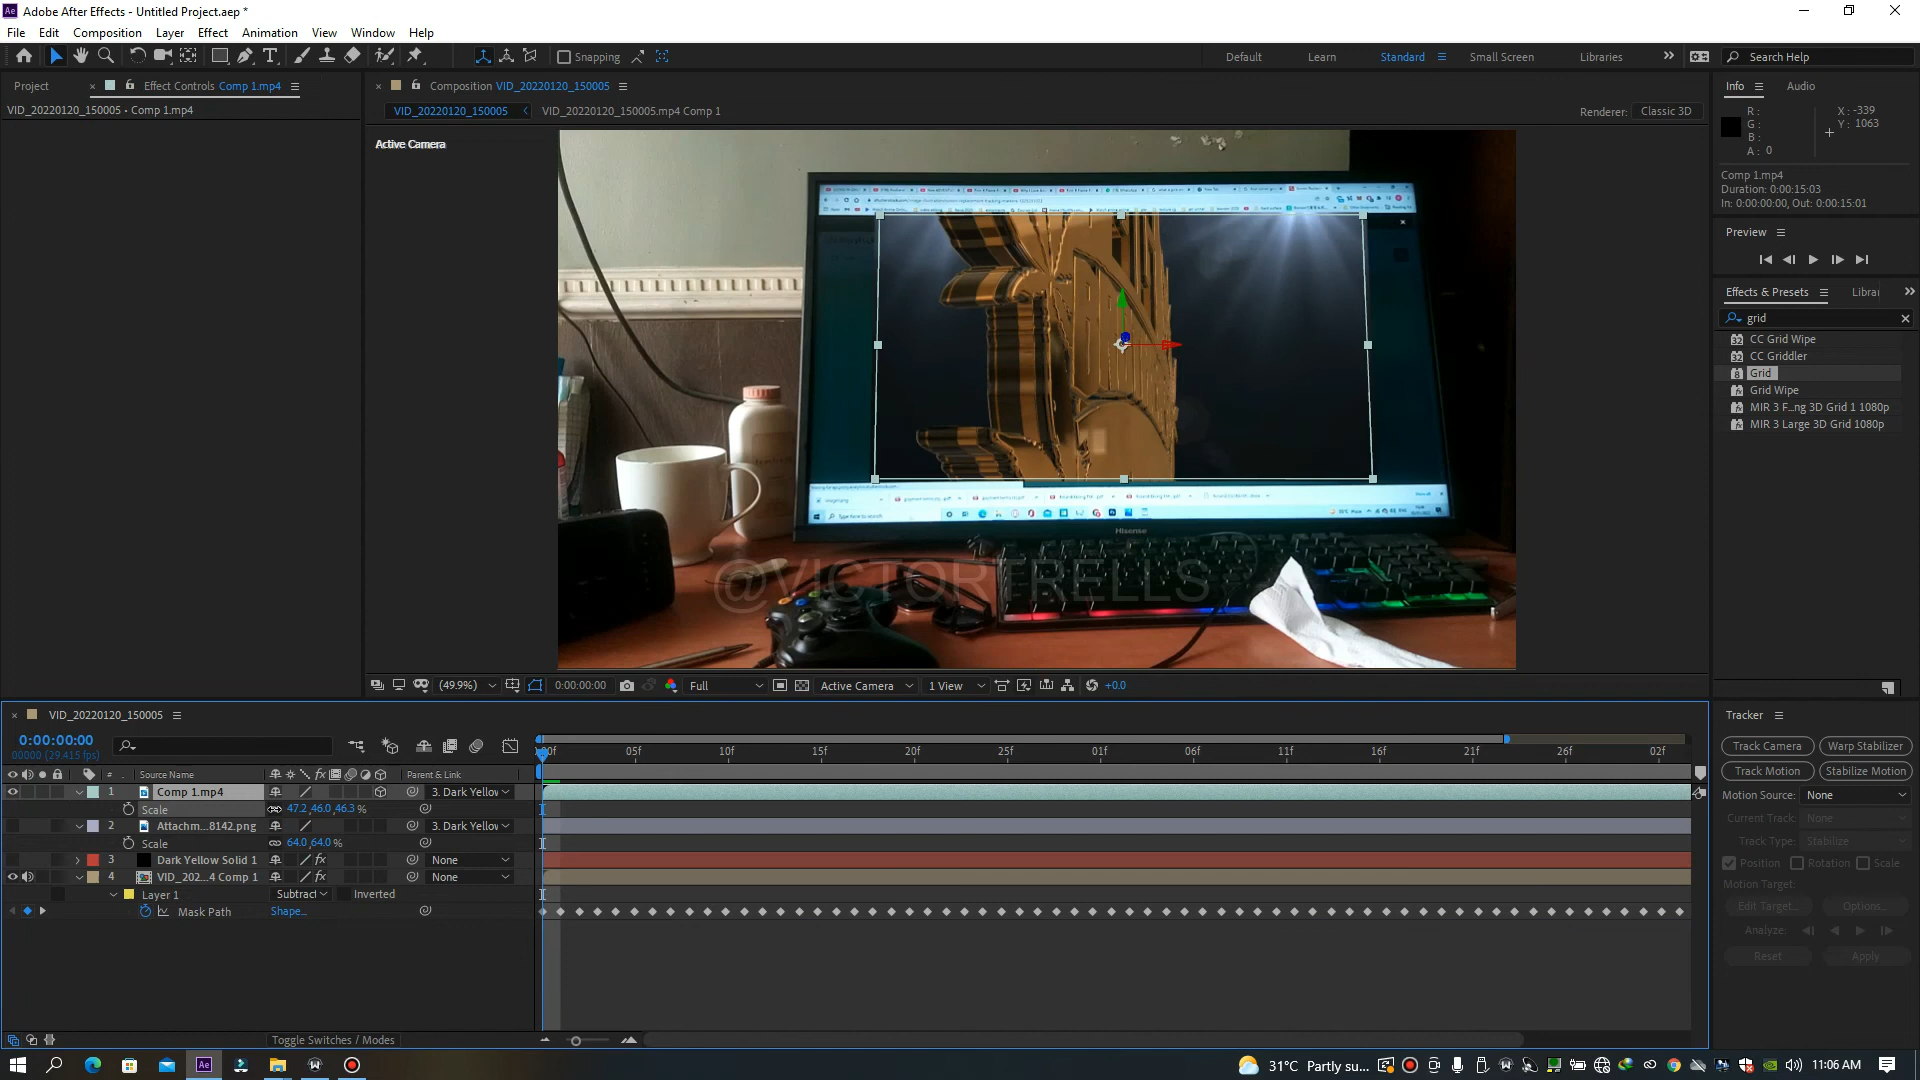 Adobe After Effects - Untitled Project.aep *
File Edit Composition Layer Effect Animation View Window Help
Snapping
Default Learn Standard Small Screen Libraries
Search Help
Project
Effect Controls Comp 1.mp4
VID_20220120_150005 • Comp 1.mp4
Composition VID_20220120_150005
VID_20220120_150005 VID_20220120_150005.mp4 Comp 1
Renderer: Classic 3D
Active Camera
Hisense
@VICTORTRELLS
(49.9%) 0:00:00:00 Full Active Camera 1 View +0.0
Info Audio
R :
G :
B :
A : 0
X : -339
Y : 1063
Comp 1.mp4
Duration: 0:00:15:03
In: 0:00:00:00, Out: 0:00:15:01
Preview
Effects & Presets Librar
grid
CC Grid Wipe
CC Griddler
Grid
Grid Wipe
MIR 3 F...ng 3D Grid 1 1080p
MIR 3 Large 3D Grid 1080p
VID_20220120_150005
0:00:00:00
00000 (29.415 fps)
:00f 05f 10f 15f 20f 25f 01f 06f 11f 16f 21f 26f 02f
# Source Name Parent & Link
1 Comp 1.mp4 3. Dark Yellow
Scale 47.2,46.0,46.3 %
2 Attachm...8142.png 3. Dark Yellow
Scale 64.0,64.0 %
3 Dark Yellow Solid 1 None
4 VID_202...4 Comp 1 None
Layer 1 Subtract Inverted
Mask Path Shape...
Toggle Switches / Modes
Tracker
Track Camera Warp Stabilizer
Track Motion Stabilize Motion
Motion Source: None
Current Track: None
Track Type: Stabilize
Position Rotation Scale
Motion Target:
Edit Target... Options...
Analyze:
Reset Apply
31°C Partly su...
11:06 AM